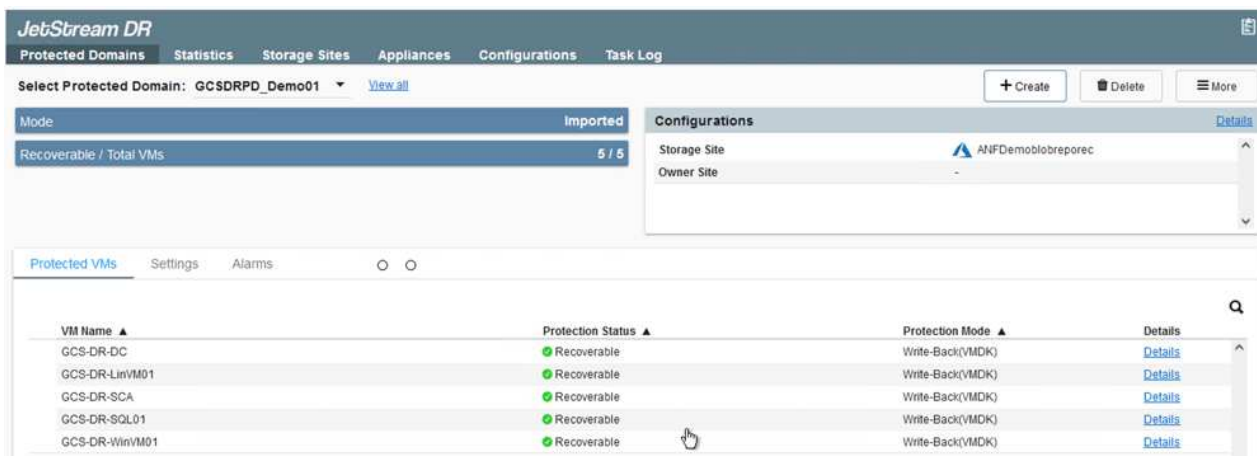 JetStream DR
Protected Domains Statistics Storage Sites Appliances Configurations Task Log
Select Protected Domain: GCSDRPD_Demo01 View all + Create Delete More
Mode Imported
Recoverable / Total VMs 5 / 5
Configurations Details
Storage Site ANFDemoblobreporec
Owner Site -
Protected VMs Settings Alarms
VM Name ▲ Protection Status ▲ Protection Mode ▲ Details
GCS-DR-DC Recoverable Write-Back(VMDK) Details
GCS-DR-LinVM01 Recoverable Write-Back(VMDK) Details
GCS-DR-SCA Recoverable Write-Back(VMDK) Details
GCS-DR-SQL01 Recoverable Write-Back(VMDK) Details
GCS-DR-WinVM01 Recoverable Write-Back(VMDK) Details